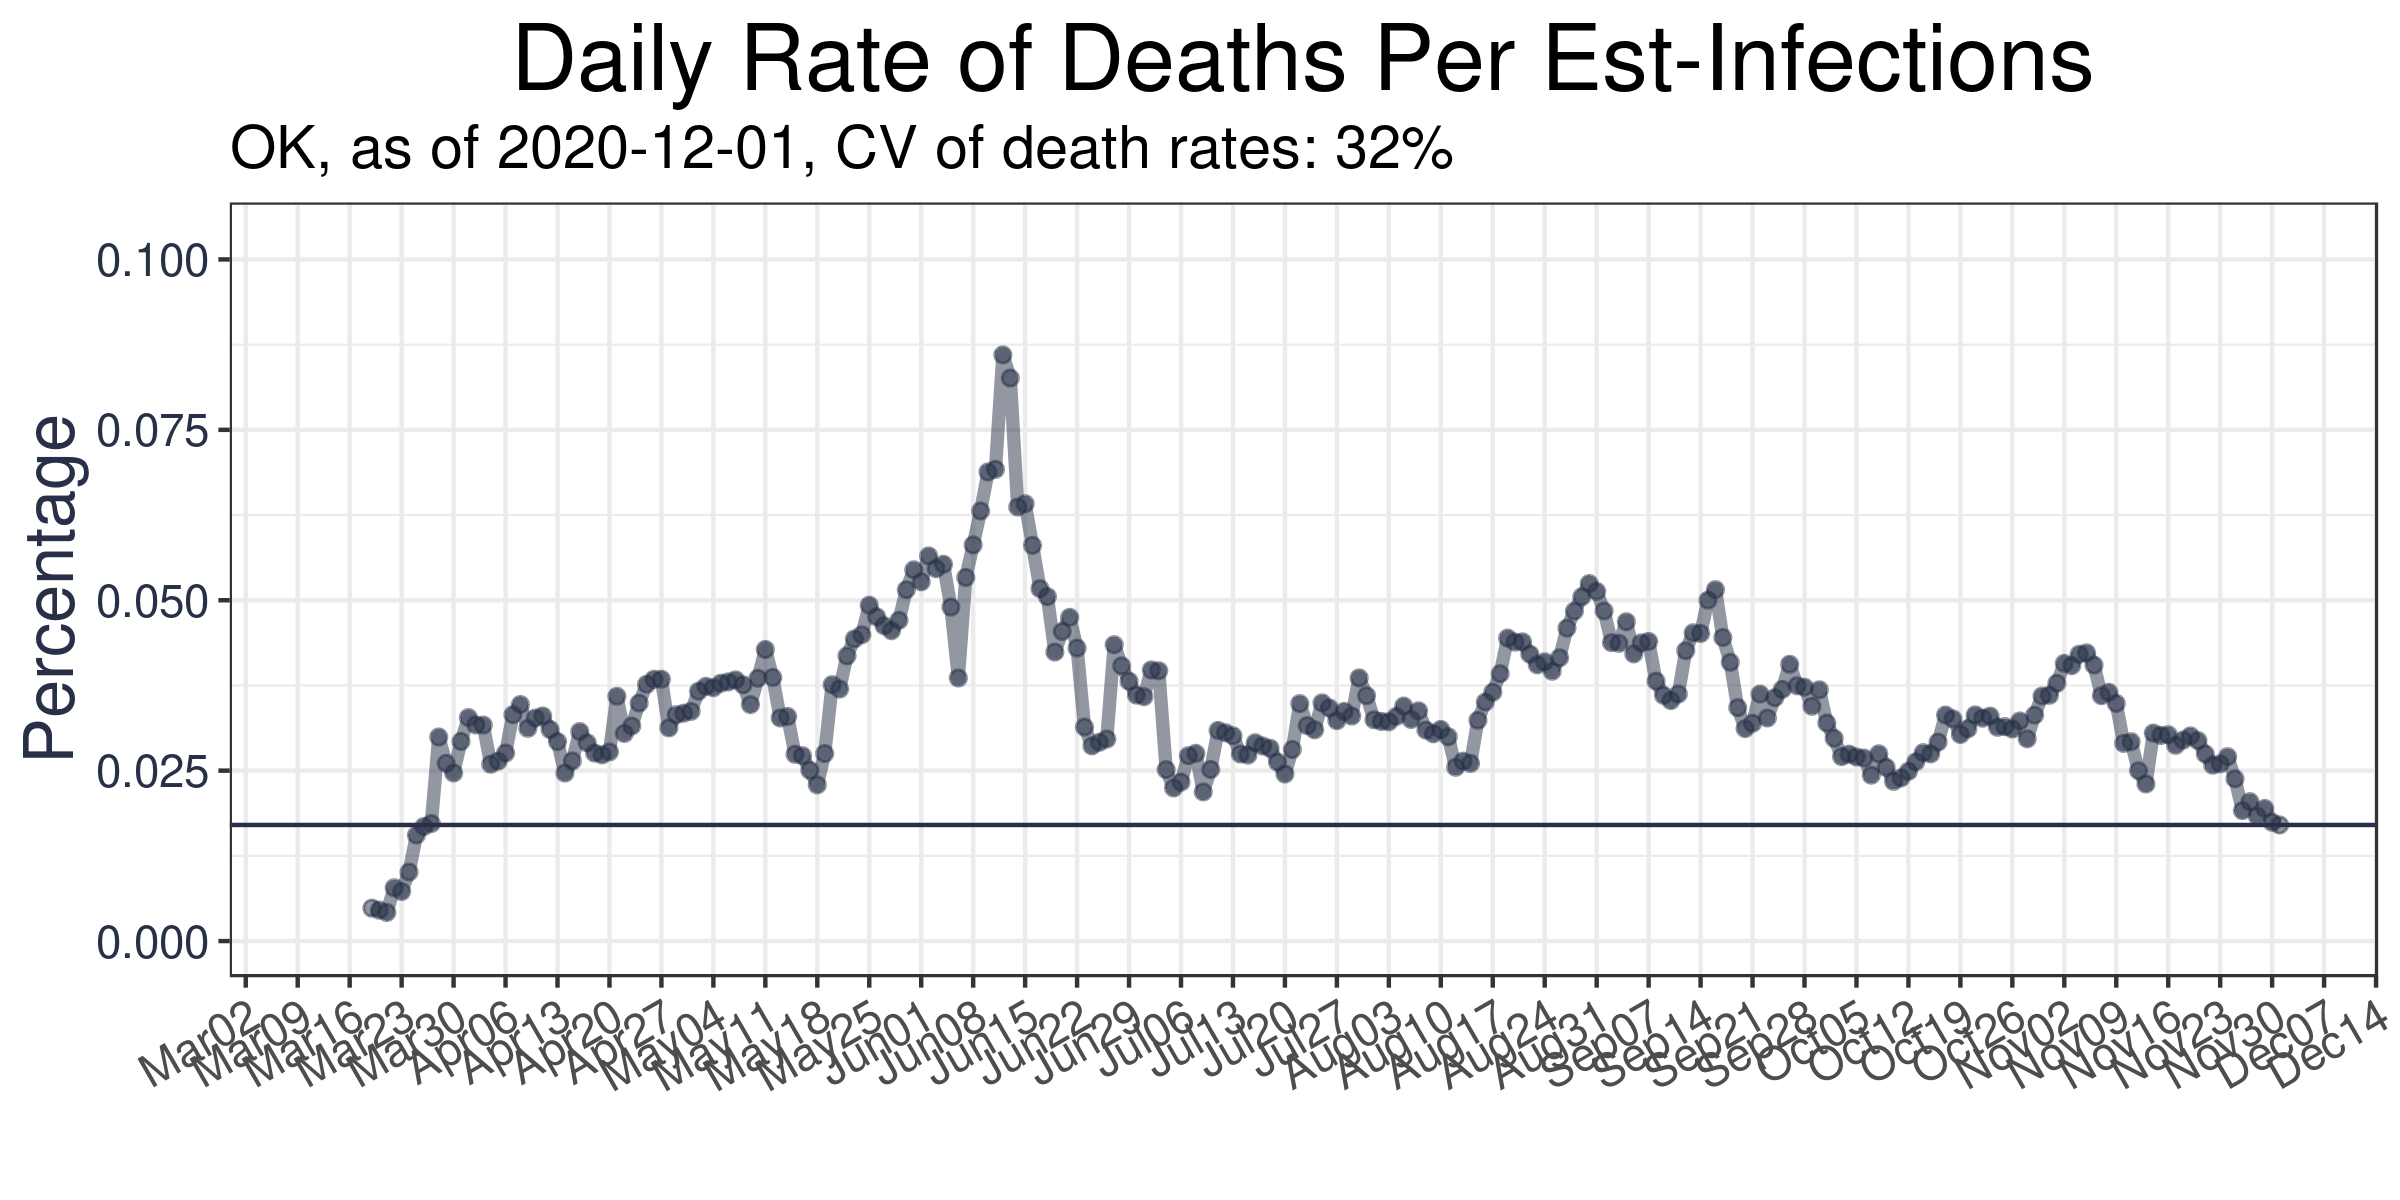 Daily Rate of Deaths Per Est-Infections
OK, as of 2020-12-01, CV of death rates: 32%
Percentage
0.100
0.075
0.050
0.025
0.000
Mar02
Mar09
Mar16
Mar23
Mar30
Apr06
Apr13
Apr20
Apr27
May04
May11
May18
May25
Jun01
Jun08
Jun15
Jun22
Jun29
Jul06
Jul13
Jul20
Jul27
Aug03
Aug10
Aug17
Aug24
Aug31
Sep07
Sep14
Sep21
Sep28
Oct05
Oct12
Oct19
Oct26
Nov02
Nov09
Nov16
Nov23
Nov30
Dec07
Dec14